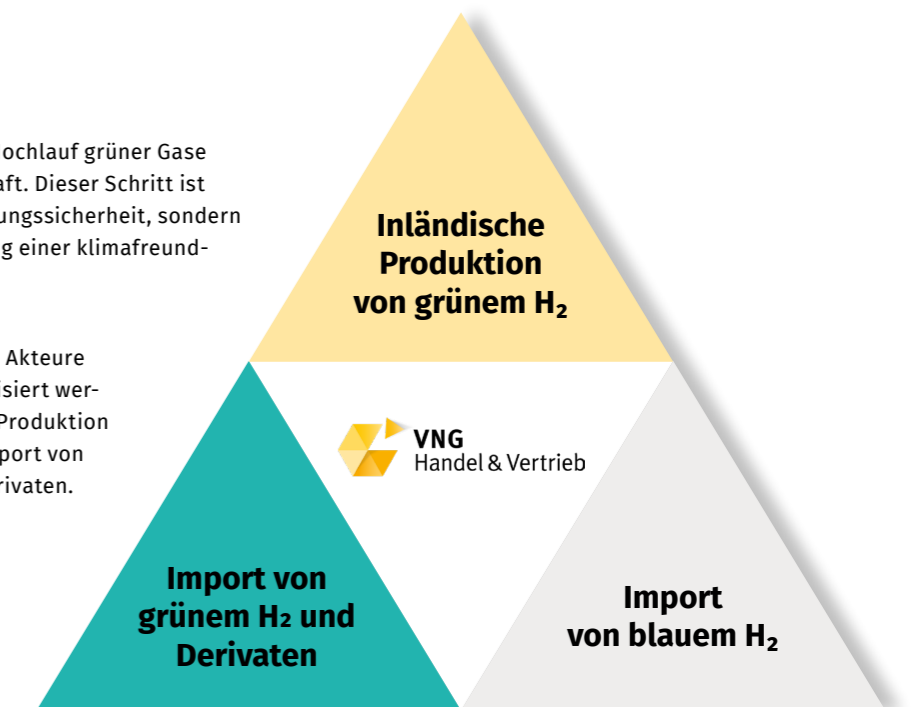 ochlauf grüner Gase
aft. Dieser Schritt ist
ungssicherheit, sondern
g einer klimafreund-
Akteure
isiert wer-
Produktion
port von
rivaten.
Inländische
Produktion
von grünem H₂
VNG
Handel & Vertrieb
Import von
grünem H₂ und
Derivaten
Import
von blauem H₂